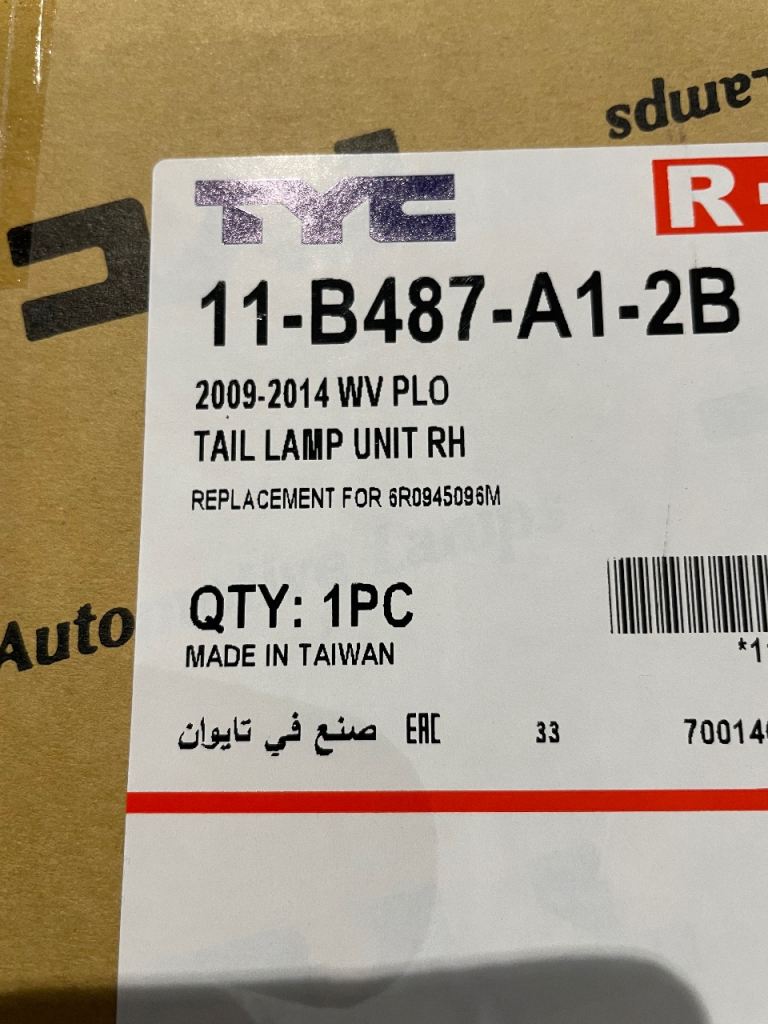 Lamps
TYC
R-
11-B487-A1-2B
2009-2014 WV PLO
TAIL LAMP UNIT RH
REPLACEMENT FOR 6R0945096M
QTY: 1PC
MADE IN TAIWAN
Auto
صنع في تايوان EAC 33 70014